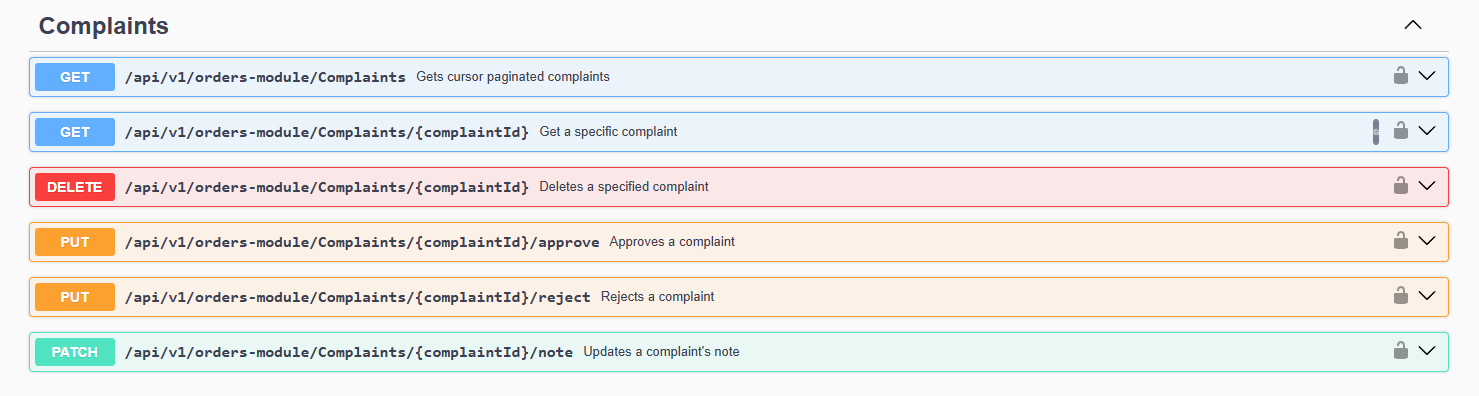 Complaints
GET /api/v1/orders-module/Complaints Gets cursor paginated complaints
GET /api/v1/orders-module/Complaints/{complaintId} Get a specific complaint
DELETE /api/v1/orders-module/Complaints/{complaintId} Deletes a specified complaint
PUT /api/v1/orders-module/Complaints/{complaintId}/approve Approves a complaint
PUT /api/v1/orders-module/Complaints/{complaintId}/reject Rejects a complaint
PATCH /api/v1/orders-module/Complaints/{complaintId}/note Updates a complaint's note